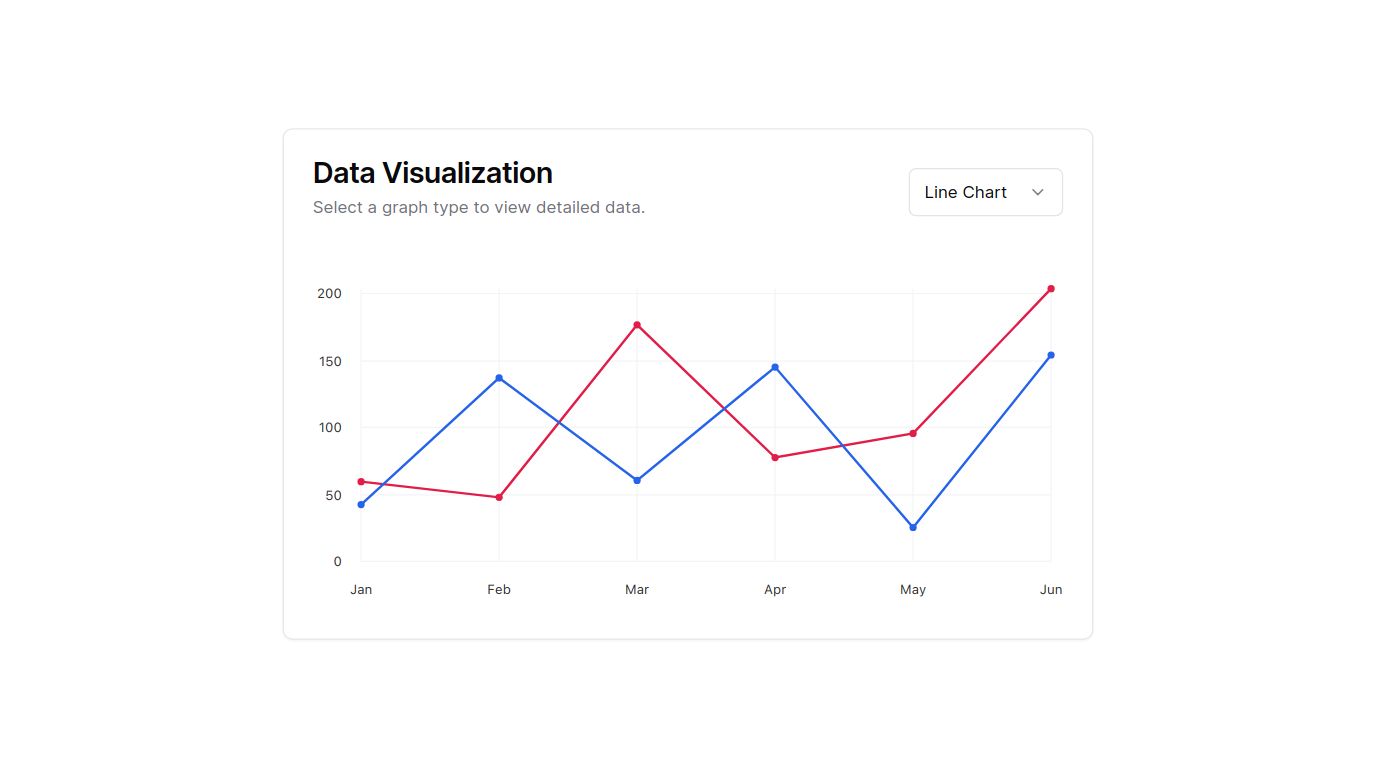 Data Visualization
Select a graph type to view detailed data.
Line Chart
200
150
100
50
0
Jan Feb Mar Apr May Jun